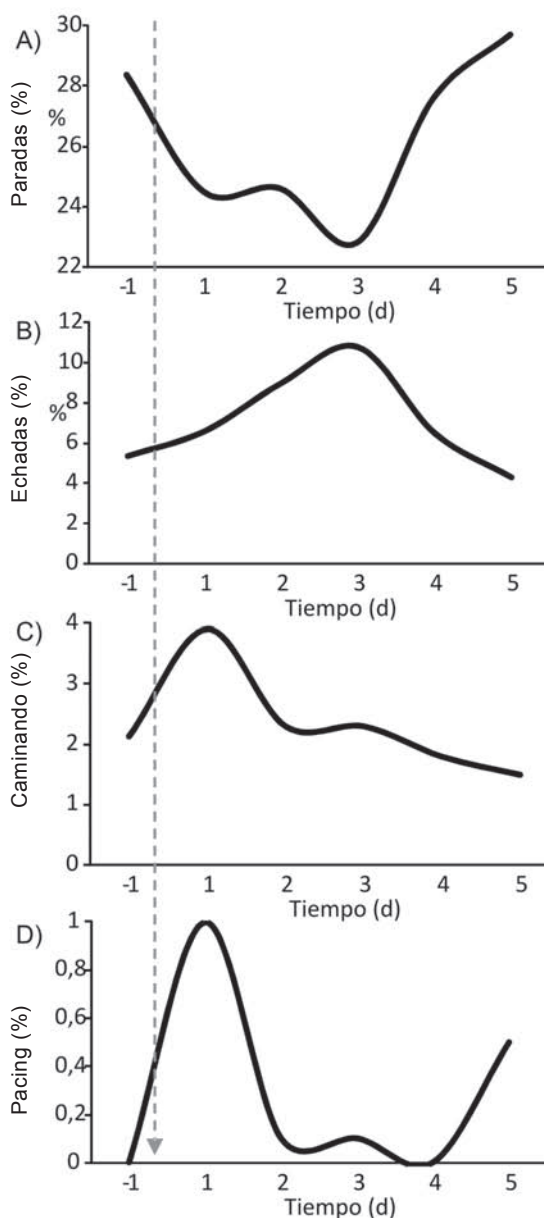 A)
Paradas (%)
%
30
28
26
24
22
-1 1 2 3 4 5
Tiempo (d)
B)
Echadas (%)
%
12
10
8
6
4
2
0
-1 1 2 3 4 5
Tiempo (d)
C)
Caminando (%)
4
3
2
1
0
-1 1 2 3 4 5
Tiempo (d)
D)
Pacing (%)
1
0,8
0,6
0,4
0,2
0
-1 1 2 3 4 5
Tiempo (d)